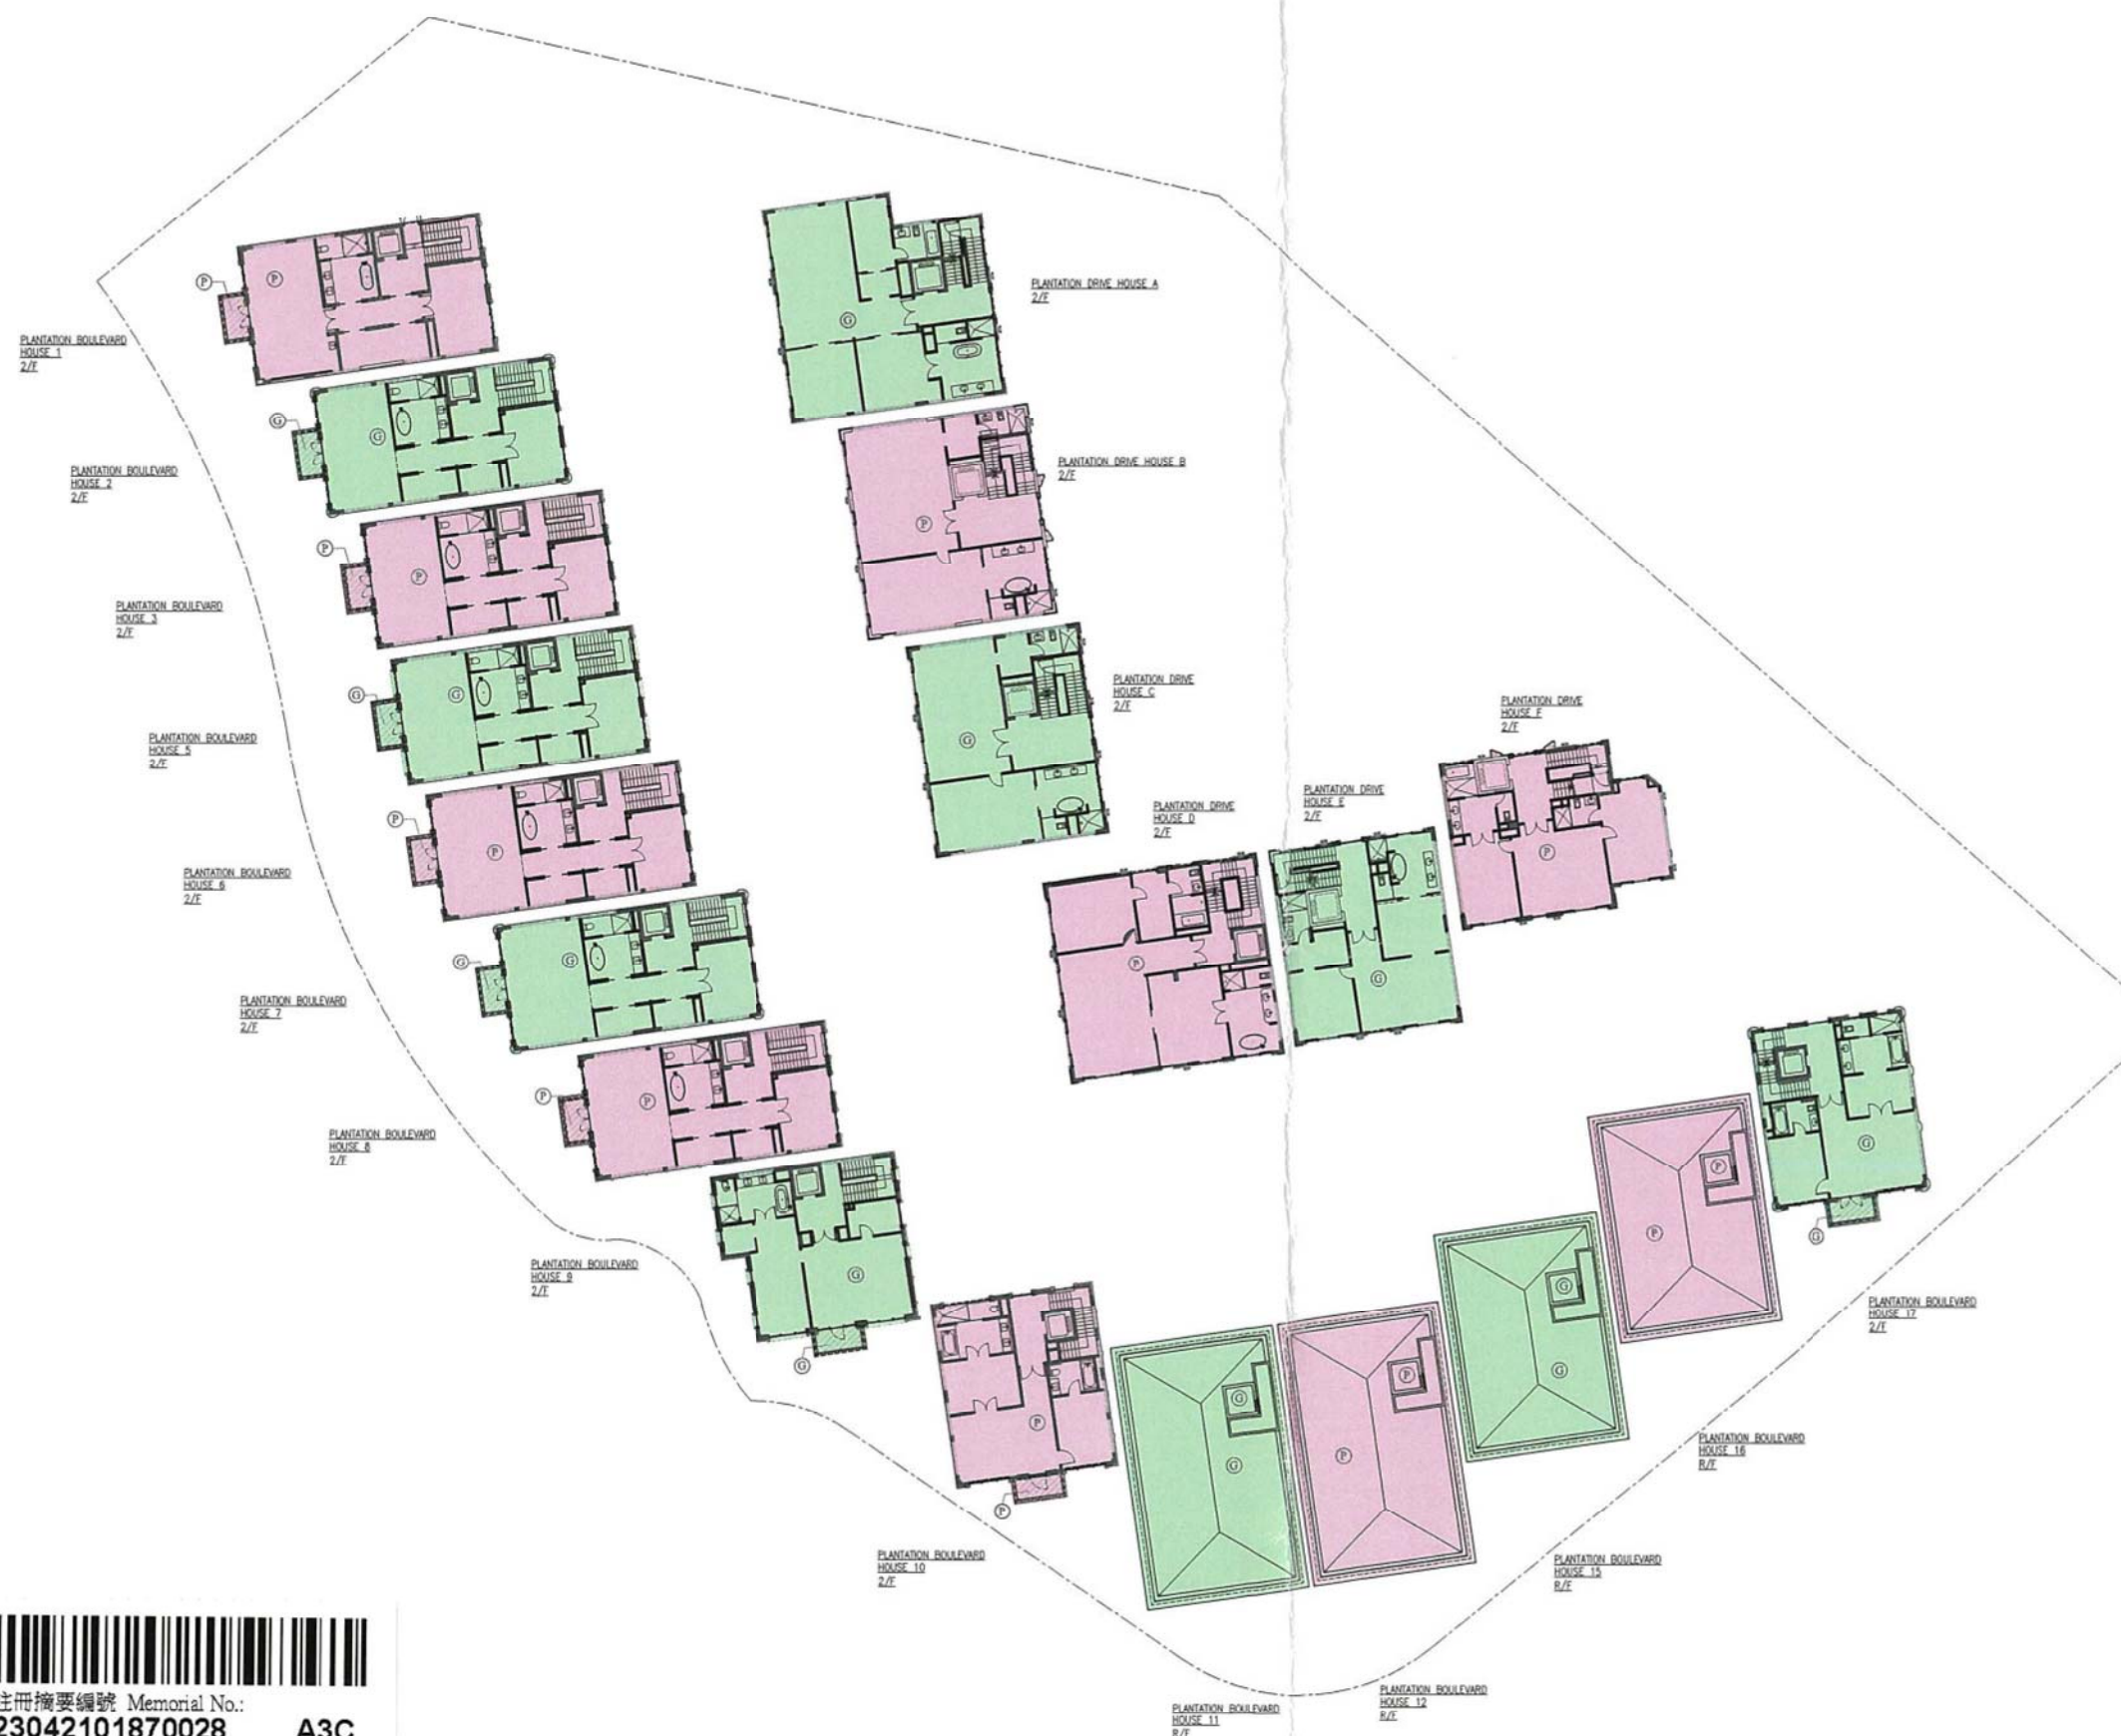 PLANTATION BOULEVARD
HOUSE 1
2/F
P
P
PLANTATION BOULEVARD
HOUSE 2
2/F
G
G
PLANTATION BOULEVARD
HOUSE 3
2/F
P
P
PLANTATION BOULEVARD
HOUSE 5
2/F
G
G
PLANTATION BOULEVARD
HOUSE 6
2/F
P
P
PLANTATION BOULEVARD
HOUSE 7
2/F
G
G
PLANTATION BOULEVARD
HOUSE 8
2/F
P
P
PLANTATION BOULEVARD
HOUSE 9
2/F
G
G
PLANTATION DRIVE HOUSE A
2/F
G
PLANTATION DRIVE HOUSE B
2/F
P
PLANTATION DRIVE
HOUSE C
2/F
G
PLANTATION DRIVE
HOUSE D
2/F
P
PLANTATION DRIVE
HOUSE E
2/F
G
PLANTATION DRIVE
HOUSE F
2/F
P
PLANTATION BOULEVARD
HOUSE 10
2/F
P
P
PLANTATION BOULEVARD
HOUSE 11
R/F
G
G
PLANTATION BOULEVARD
HOUSE 12
R/F
P
P
PLANTATION BOULEVARD
HOUSE 15
R/F
G
G
PLANTATION BOULEVARD
HOUSE 16
R/F
P
P
PLANTATION BOULEVARD
HOUSE 17
2/F
G
G
註冊摘要編號 Memorial No.:
23042101870028 A3C